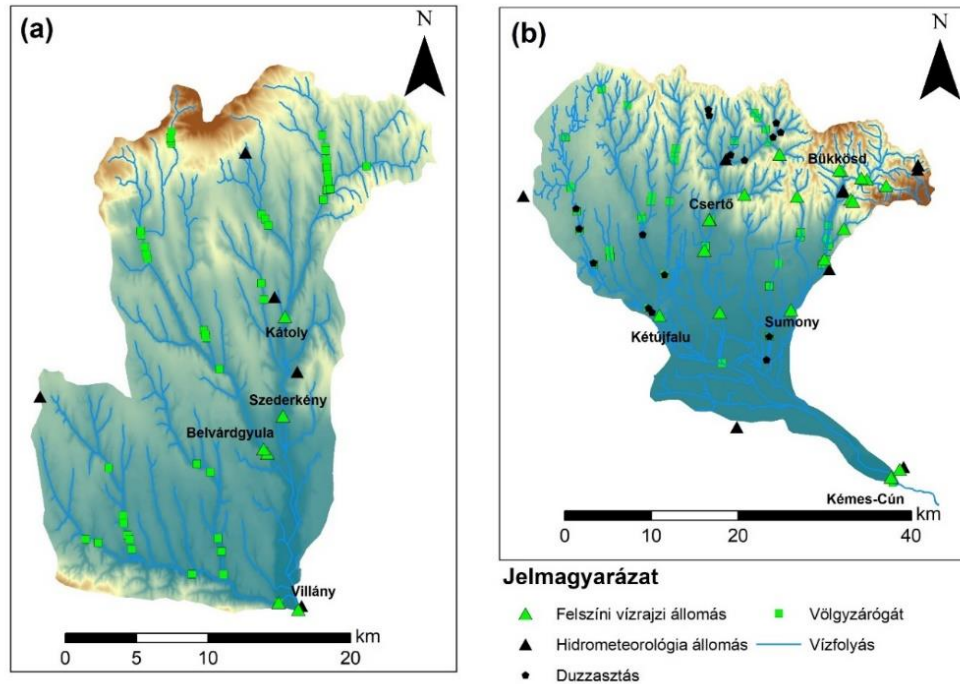 (a)
N
Kátoly
Szederkény
Belvárdgyula
Villány
km
0 5 10 20
(b)
N
Bükkösd
Csertő
Kétújfalu
Sumony
Kémes-Cún
km
0 10 20 40
Jelmagyarázat
Felszíni vízrajzi állomás
Völgyzárógát
Hidrometeorológia állomás
Vízfolyás
Duzzasztás